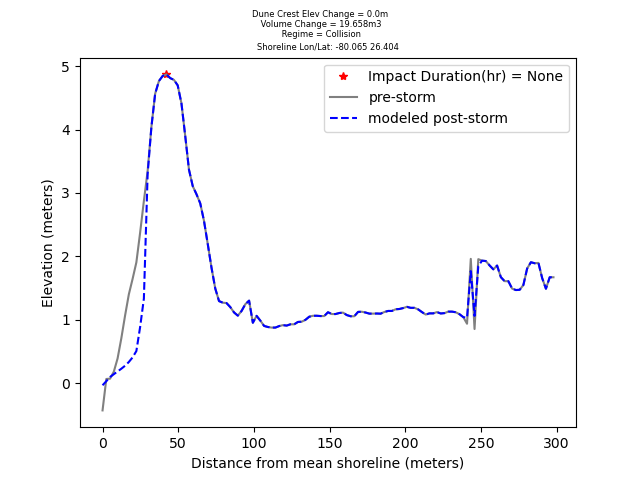 Dune Crest Elev Change = 0.0m
Volume Change = 19.658m3
Regime = Collision
Shoreline Lon/Lat: -80.065 26.404
Impact Duration(hr) = None
pre-storm
modeled post-storm
Elevation (meters)
5
4
3
2
1
0
0 50 100 150 200 250 300
Distance from mean shoreline (meters)